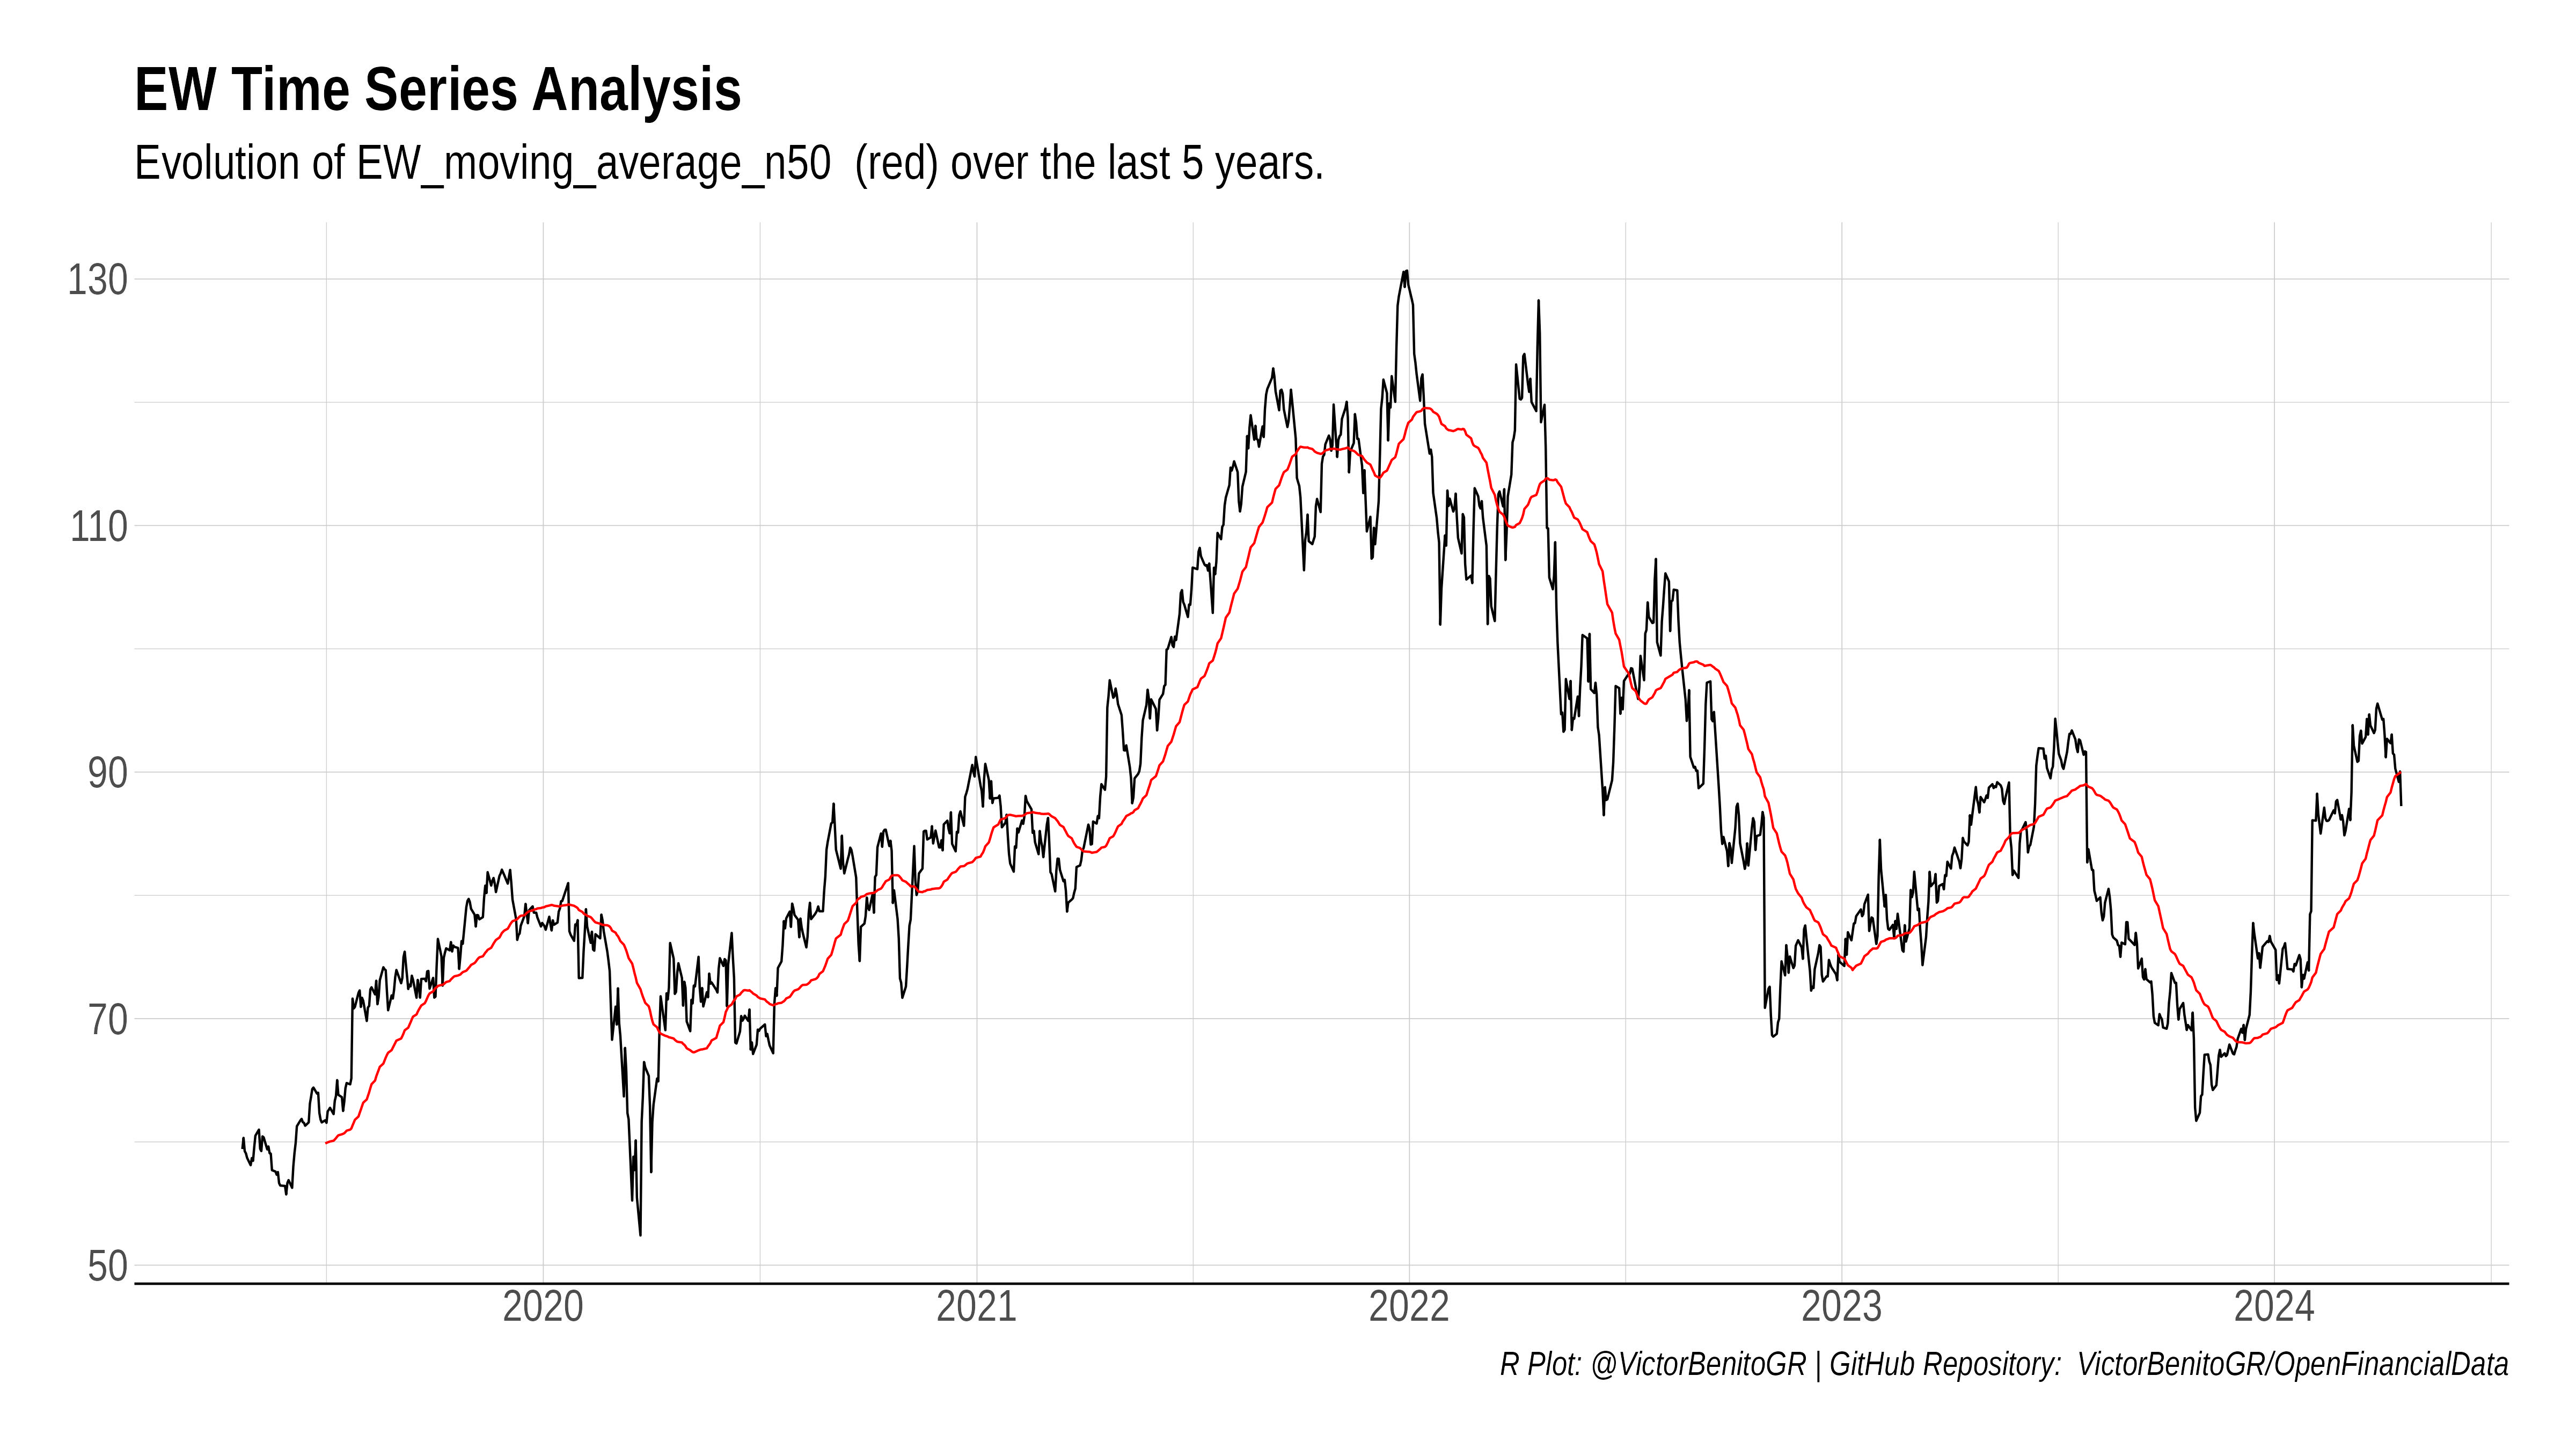 EW Time Series Analysis
Evolution of EW_moving_average_n50  (red) over the last 5 years.
130
110
90
70
50
2020 2021 2022 2023 2024
R Plot: @VictorBenitoGR | GitHub Repository:  VictorBenitoGR/OpenFinancialData